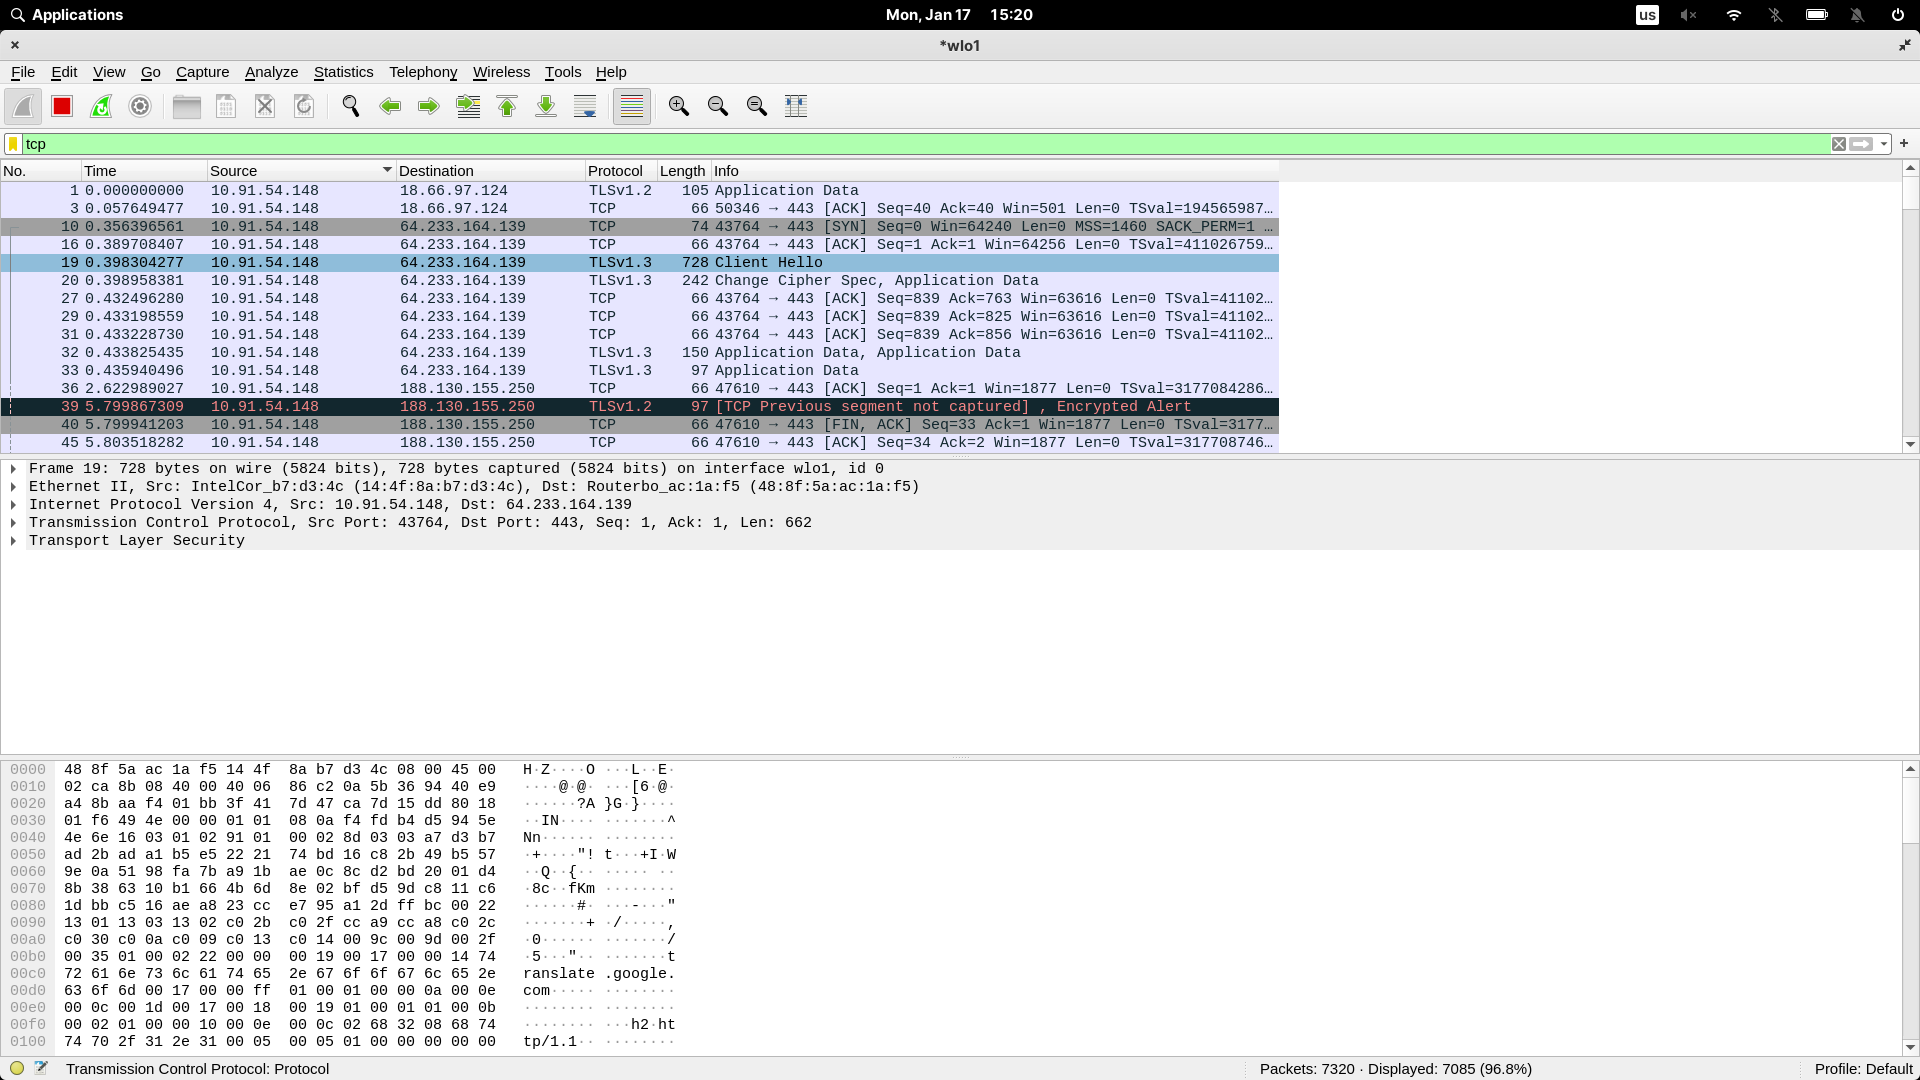 Applications Mon, Jan 17 15:20 us
*wlo1
File Edit View Go Capture Analyze Statistics Telephony Wireless Tools Help
tcp
No. Time Source Destination Protocol Length Info
1 0.000000000 10.91.54.148 18.66.97.124 TLSv1.2 105 Application Data
3 0.057649477 10.91.54.148 18.66.97.124 TCP 66 50346 → 443 [ACK] Seq=40 Ack=40 Win=501 Len=0 TSval=194565987…
10 0.356396561 10.91.54.148 64.233.164.139 TCP 74 43764 → 443 [SYN] Seq=0 Win=64240 Len=0 MSS=1460 SACK_PERM=1 …
16 0.389708407 10.91.54.148 64.233.164.139 TCP 66 43764 → 443 [ACK] Seq=1 Ack=1 Win=64256 Len=0 TSval=411026759…
19 0.398304277 10.91.54.148 64.233.164.139 TLSv1.3 728 Client Hello
20 0.398958381 10.91.54.148 64.233.164.139 TLSv1.3 242 Change Cipher Spec, Application Data
27 0.432496280 10.91.54.148 64.233.164.139 TCP 66 43764 → 443 [ACK] Seq=839 Ack=763 Win=63616 Len=0 TSval=41102…
29 0.433198559 10.91.54.148 64.233.164.139 TCP 66 43764 → 443 [ACK] Seq=839 Ack=825 Win=63616 Len=0 TSval=41102…
31 0.433228730 10.91.54.148 64.233.164.139 TCP 66 43764 → 443 [ACK] Seq=839 Ack=856 Win=63616 Len=0 TSval=41102…
32 0.433825435 10.91.54.148 64.233.164.139 TLSv1.3 150 Application Data, Application Data
33 0.435940496 10.91.54.148 64.233.164.139 TLSv1.3 97 Application Data
36 2.622989027 10.91.54.148 188.130.155.250 TCP 66 47610 → 443 [ACK] Seq=1 Ack=1 Win=1877 Len=0 TSval=3177084286…
39 5.799867309 10.91.54.148 188.130.155.250 TLSv1.2 97 [TCP Previous segment not captured] , Encrypted Alert
40 5.799941203 10.91.54.148 188.130.155.250 TCP 66 47610 → 443 [FIN, ACK] Seq=33 Ack=1 Win=1877 Len=0 TSval=3177…
45 5.803518282 10.91.54.148 188.130.155.250 TCP 66 47610 → 443 [ACK] Seq=34 Ack=2 Win=1877 Len=0 TSval=317708746…
Frame 19: 728 bytes on wire (5824 bits), 728 bytes captured (5824 bits) on interface wlo1, id 0
Ethernet II, Src: IntelCor_b7:d3:4c (14:4f:8a:b7:d3:4c), Dst: Routerbo_ac:1a:f5 (48:8f:5a:ac:1a:f5)
Internet Protocol Version 4, Src: 10.91.54.148, Dst: 64.233.164.139
Transmission Control Protocol, Src Port: 43764, Dst Port: 443, Seq: 1, Ack: 1, Len: 662
Transport Layer Security
0000 48 8f 5a ac 1a f5 14 4f 8a b7 d3 4c 08 00 45 00 H·Z····O ···L··E·
0010 02 ca 8b 08 40 00 40 06 86 c2 0a 5b 36 94 40 e9 ····@·@· ···[6·@·
0020 a4 8b aa f4 01 bb 3f 41 7d 47 ca 7d 15 dd 80 18 ······?A }G·}····
0030 01 f6 49 4e 00 00 01 01 08 0a f4 fd b4 d5 94 5e ··IN···· ·······^
0040 4e 6e 16 03 01 02 91 01 00 02 8d 03 03 a7 d3 b7 Nn······ ········
0050 ad 2b ad a1 b5 e5 22 21 74 bd 16 c8 2b 49 b5 57 ·+····"! t···+I·W
0060 9e 0a 51 98 fa 7b a9 1b ae 0c 8c d2 bd 20 01 d4 ··Q··{·· ····· ··
0070 8b 38 63 10 b1 66 4b 6d 8e 02 bf d5 9d c8 11 c6 ·8c··fKm ········
0080 1d bb c5 16 ae a8 23 cc e7 95 a1 2d ff bc 00 22 ······#· ···-···"
0090 13 01 13 03 13 02 c0 2b c0 2f cc a9 cc a8 c0 2c ·······+ ·/·····,
00a0 c0 30 c0 0a c0 09 c0 13 c0 14 00 9c 00 9d 00 2f ·0······ ·······/
00b0 00 35 01 00 02 22 00 00 00 19 00 17 00 00 14 74 ·5···"·· ·······t
00c0 72 61 6e 73 6c 61 74 65 2e 67 6f 6f 67 6c 65 2e ranslate .google.
00d0 63 6f 6d 00 17 00 00 ff 01 00 01 00 00 0a 00 0e com····· ········
00e0 00 0c 00 1d 00 17 00 18 00 19 01 00 01 01 00 0b ········ ········
00f0 00 02 01 00 00 10 00 0e 00 0c 02 68 32 08 68 74 ········ ···h2·ht
0100 74 70 2f 31 2e 31 00 05 00 05 01 00 00 00 00 00 tp/1.1·· ········
Transmission Control Protocol: Protocol Packets: 7320 · Displayed: 7085 (96.8%) Profile: Default